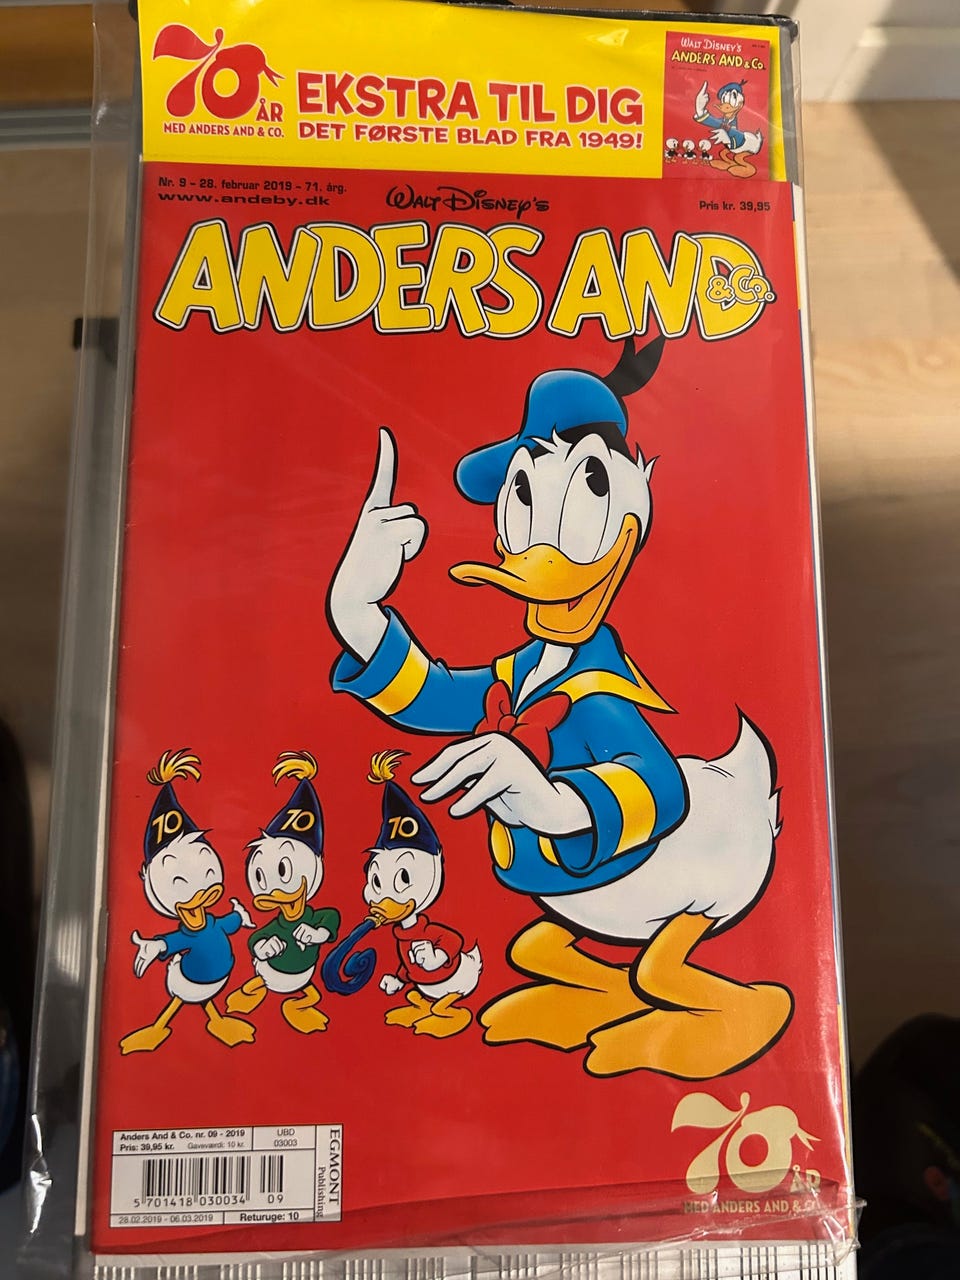 70
ÅR
MED ANDERS AND & CO.
EKSTRA TIL DIG
DET FØRSTE BLAD FRA 1949!
WALT DISNEY'S
ANDERS AND & Co.
Nr. 9 - 28. februar 2019 - 71. årg.
www.andeby.dk
WALT DISNEY'S
Pris kr. 39,95
ANDERS AND
& Co.
70
70
70
Anders And & Co. nr. 09 - 2019
Pris: 39,95 kr. Gaveværdi: 10 kr.
UBD
03003
EGMONT
Publishing
5 701418 030034 09
28.02.2019 - 06.03.2019
Returuge: 10
70
ÅR
MED ANDERS AND &